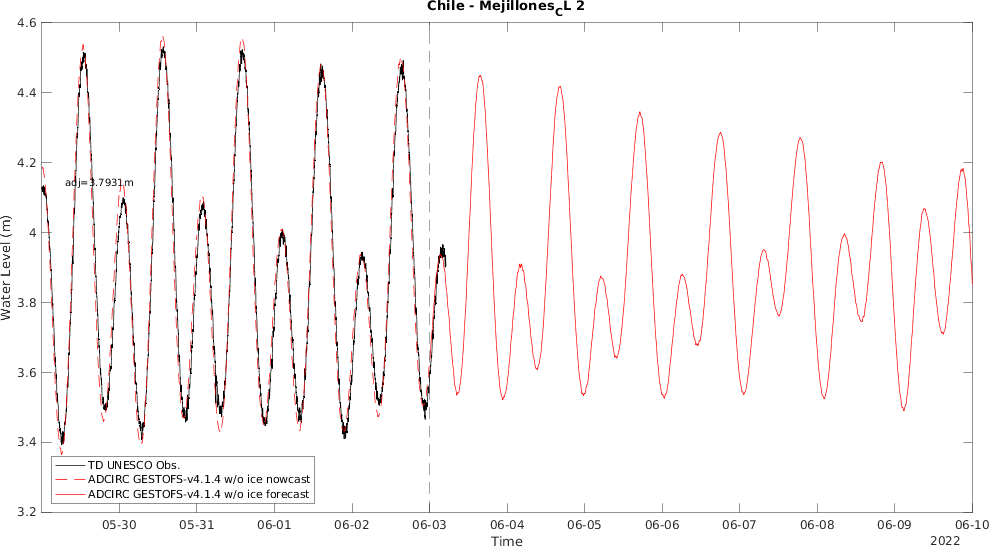 Chile - Mejillones_CL 2
4.6
4.4
4.2
4
3.8
3.6
3.4
3.2
Water Level (m)
adj=3.7931m
TD UNESCO Obs.
ADCIRC GESTOFS-v4.1.4 w/o ice nowcast
ADCIRC GESTOFS-v4.1.4 w/o ice forecast
05-30 05-31 06-01 06-02 06-03 06-04 06-05 06-06 06-07 06-08 06-09 06-10
Time
2022